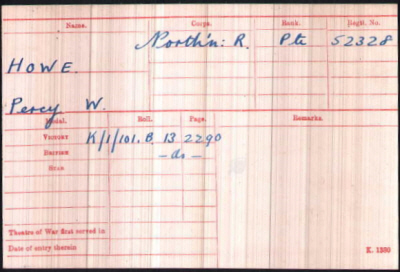 Name. Corps. Rank. Regtl. No.
North'n: R. Pte 52328
HOWE.
Percy W.
Medal. Roll. Page. Remarks.
Victory K/1/101.B. 13 2290
British - do -
Star
Theatre of War first served in
Date of entry therein
K. 1380